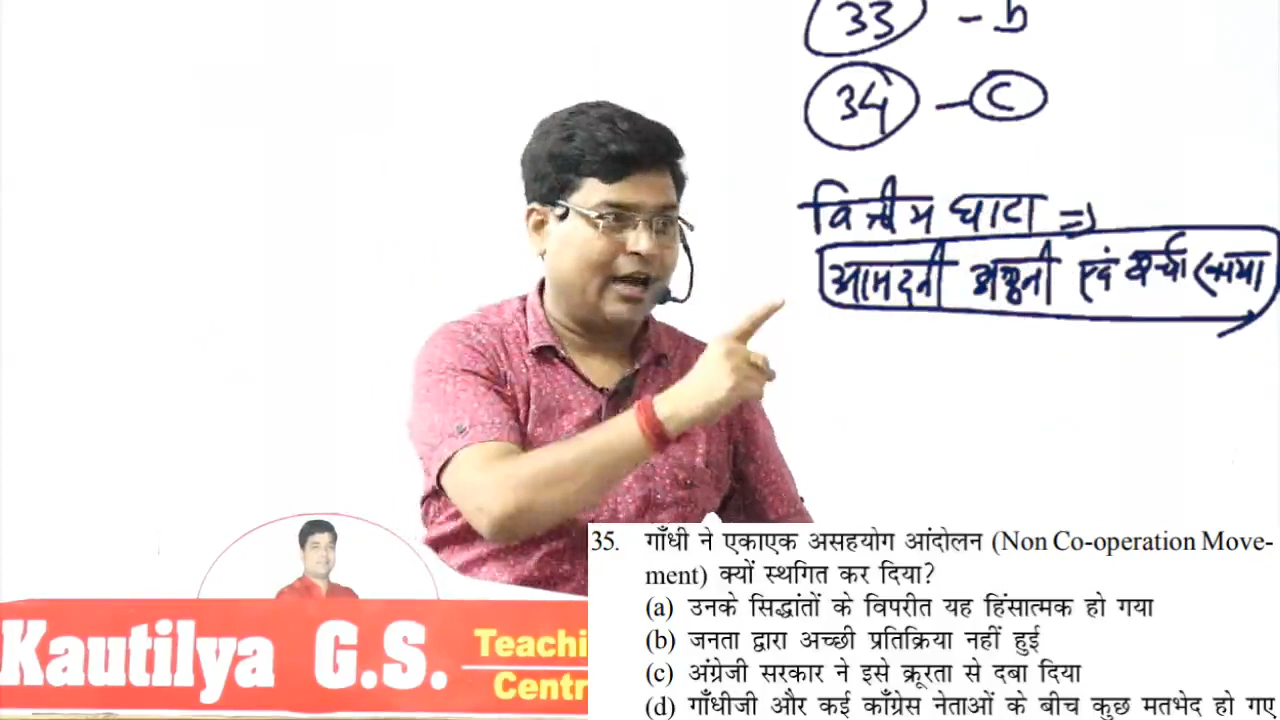 33 - b
34 - C
वित्तीय घाटा ⇒
आमदनी अठ्ठनी एवं खर्चा रूपया
35. गाँधी ने एकाएक असहयोग आंदोलन (Non Co-operation Move-
ment) क्यों स्थगित कर दिया?
(a) उनके सिद्धांतों के विपरीत यह हिंसात्मक हो गया
(b) जनता द्वारा अच्छी प्रतिक्रिया नहीं हुई
(c) अंग्रेजी सरकार ने इसे क्रूरता से दबा दिया
(d) गाँधीजी और कई काँग्रेस नेताओं के बीच कुछ मतभेद हो गए
Kautilya G.S.
Teachi
Centr